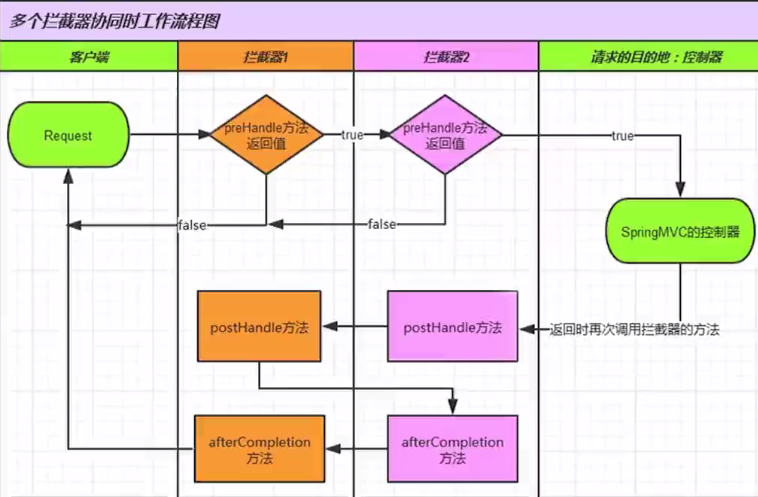 多个拦截器协同时工作流程图
客户端
拦截器1
拦截器2
请求的目的地：控制器
Request
preHandle方法
返回值
true
preHandle方法
返回值
true
false
false
SpringMVC的控制器
postHandle方法
postHandle方法
返回时再次调用拦截器的方法
afterCompletion
方法
afterCompletion
方法